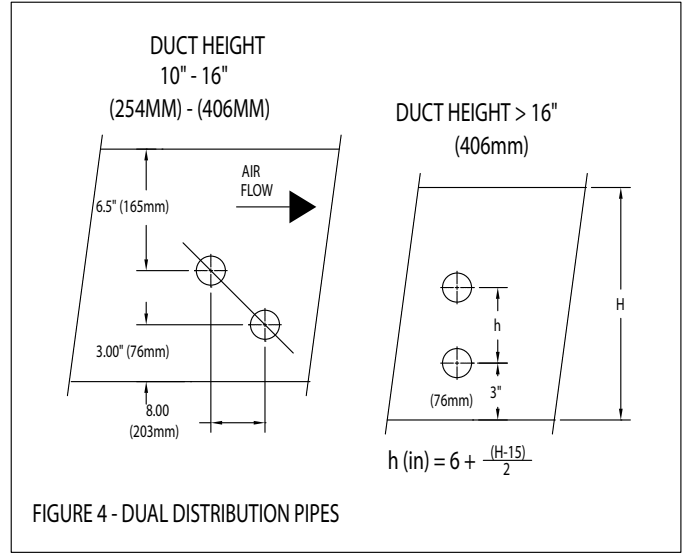 DUCT HEIGHT
10" - 16"
(254MM) - (406MM)
AIR
FLOW
6.5" (165mm)
3.00" (76mm)
8.00
(203mm)
DUCT HEIGHT > 16"
(406mm)
H
h
3"
(76mm)
h (in) = 6 + (H-15)
2
FIGURE 4 - DUAL DISTRIBUTION PIPES